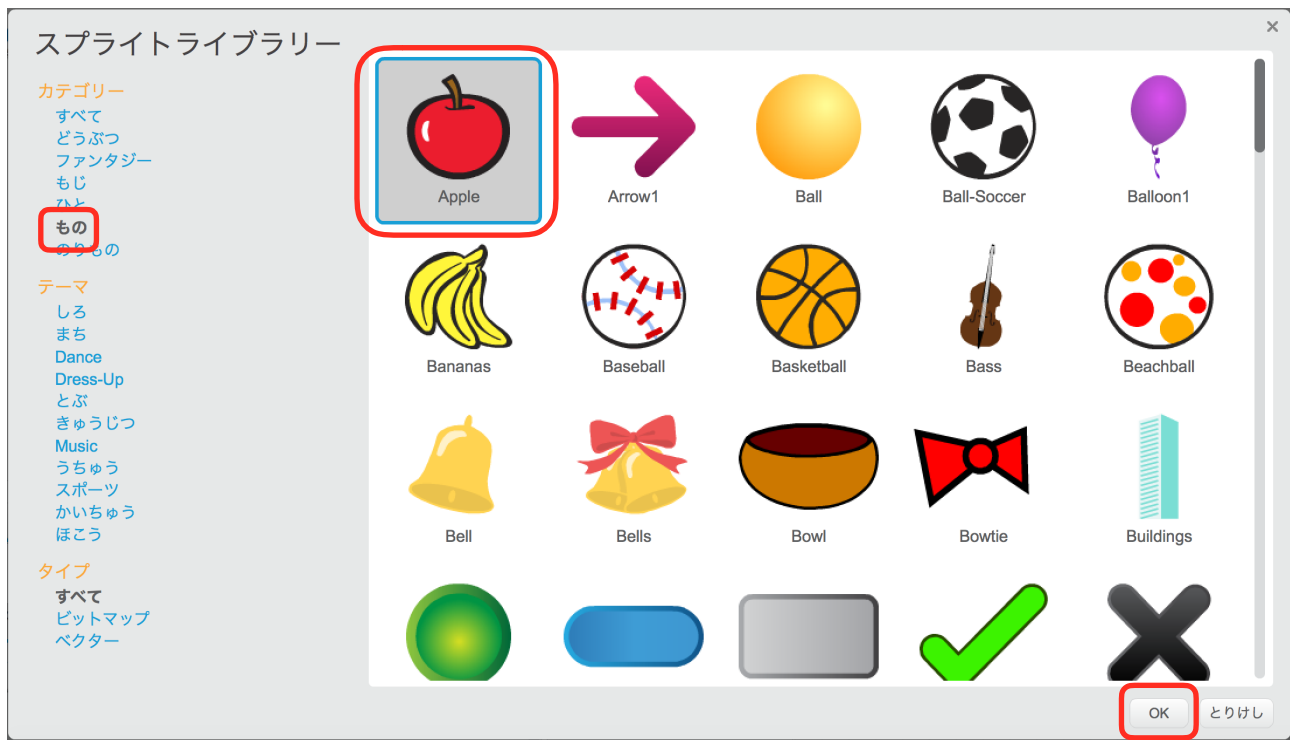 スプライトライブラリー
×
カテゴリー
すべて
どうぶつ
ファンタジー
もじ
ひと
もの
のりもの
テーマ
しろ
まち
Dance
Dress-Up
とぶ
きゅうじつ
Music
うちゅう
スポーツ
かいちゅう
ほこう
タイプ
すべて
ビットマップ
ベクター
Apple
Arrow1
Ball
Ball-Soccer
Balloon1
Bananas
Baseball
Basketball
Bass
Beachball
Bell
Bells
Bowl
Bowtie
Buildings
OK
とりけし